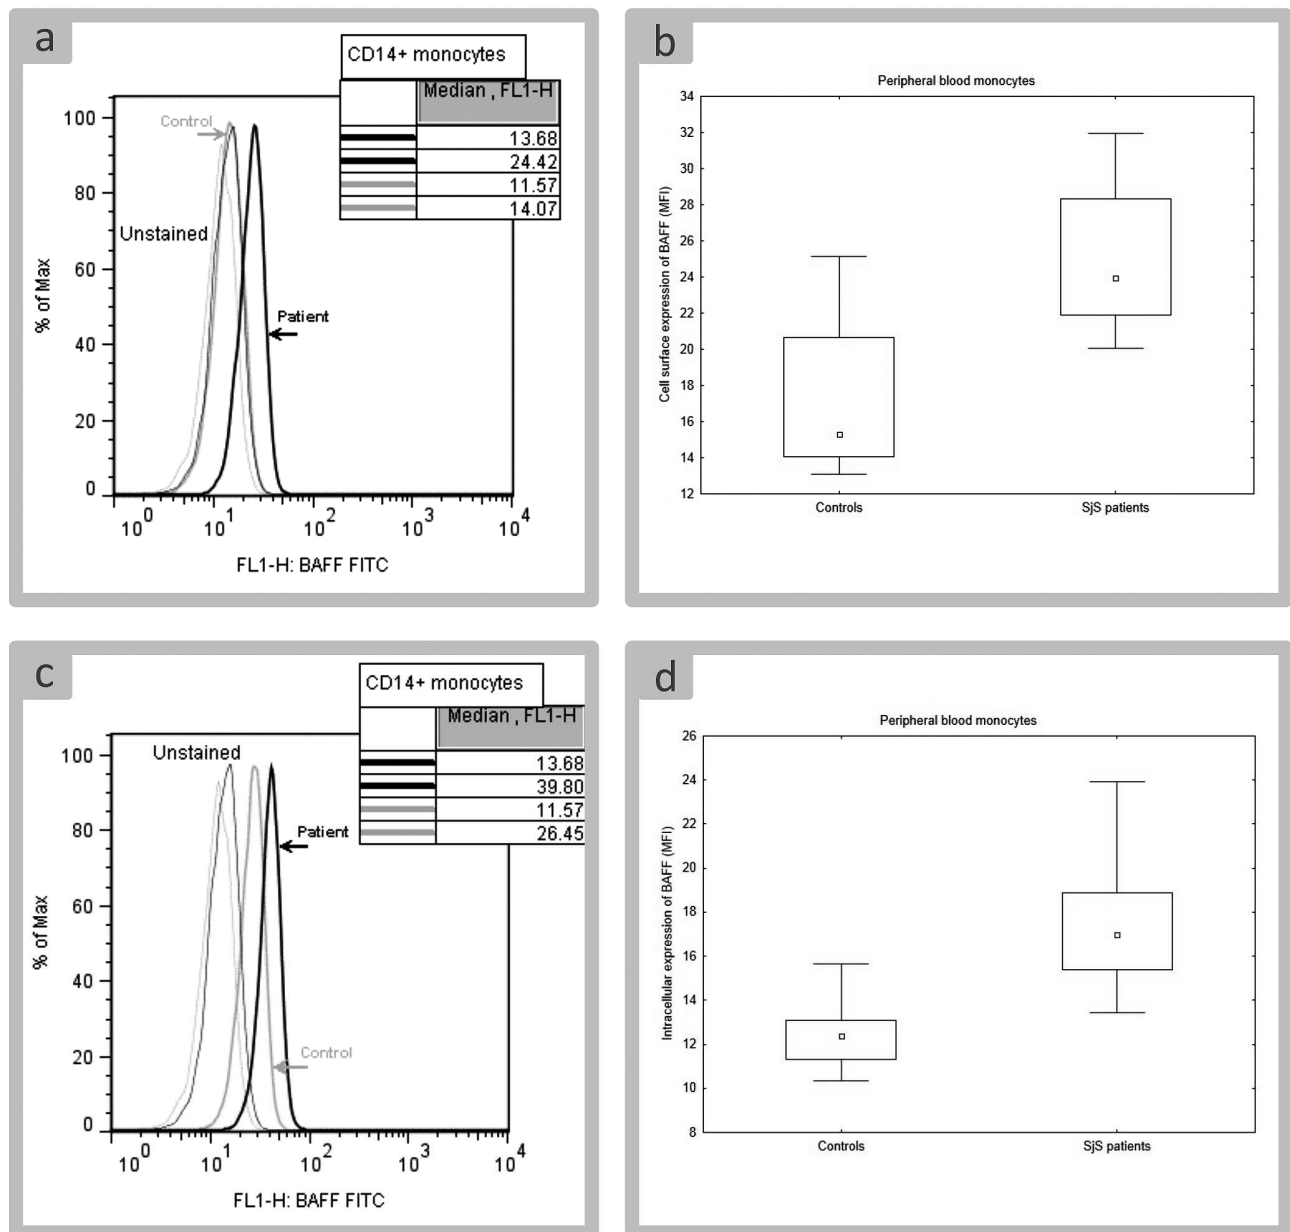 a
CD14+ monocytes
Median , FL1-H
13.68
24.42
11.57
14.07
Control
Unstained
Patient
% of Max
100
80
60
40
20
0
10^0 10^1 10^2 10^3 10^4
FL1-H: BAFF FITC
b
Peripheral blood monocytes
Cell surface expression of BAFF (MFI)
34
32
30
28
26
24
22
20
18
16
14
12
Controls SjS patients
c
CD14+ monocytes
Median , FL1-H
13.68
39.80
11.57
26.45
Unstained
Patient
Control
% of Max
100
80
60
40
20
0
10^0 10^1 10^2 10^3 10^4
FL1-H: BAFF FITC
d
Peripheral blood monocytes
Intracellular expression of BAFF (MFI)
26
24
22
20
18
16
14
12
10
8
Controls SjS patients